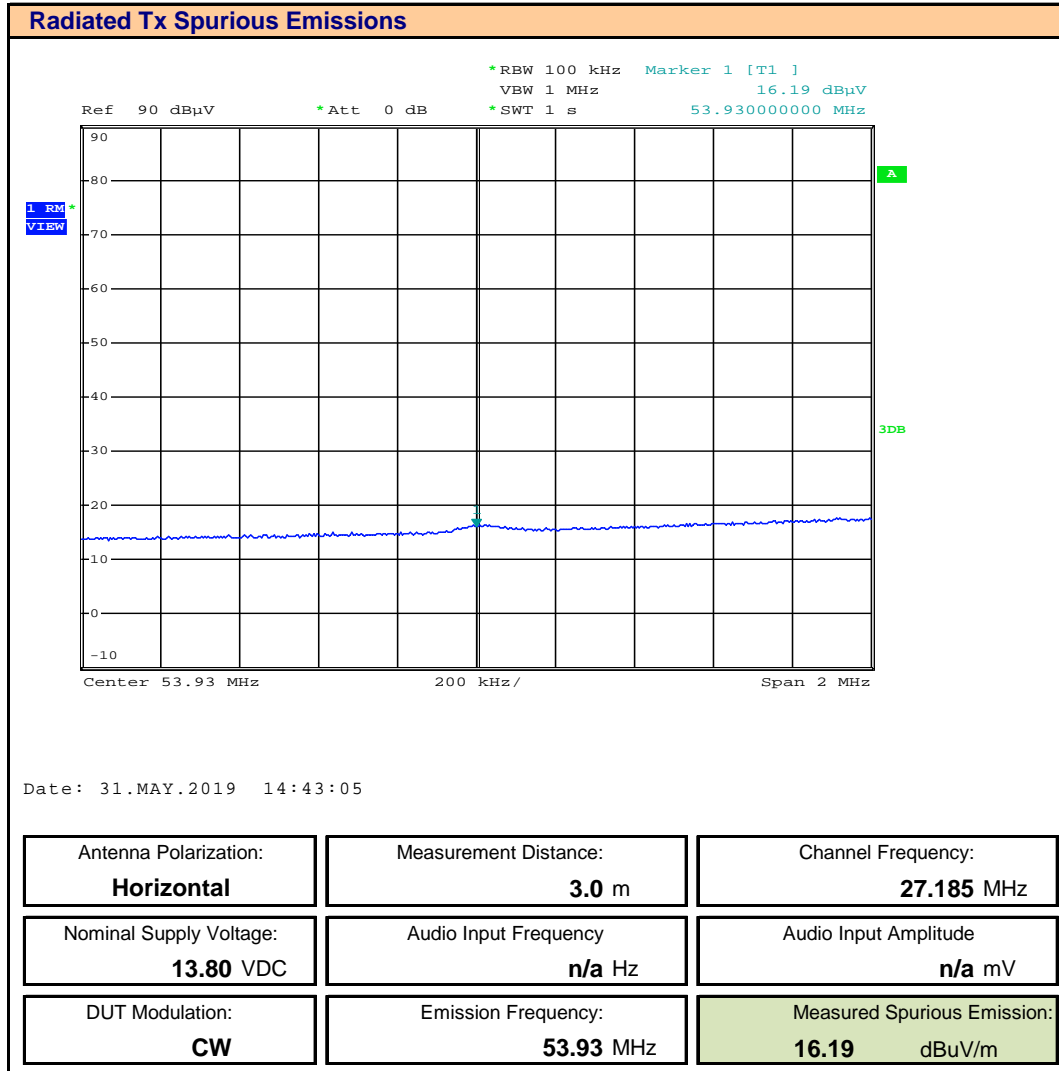 Radiated Tx Spurious Emissions
*RBW 100 kHz Marker 1 [T1 ]
VBW 1 MHz 16.19 dBµV
Ref 90 dBµV *Att 0 dB *SWT 1 s 53.930000000 MHz
90
80
A
1 RM *
VIEW
70
60
50
40
3DB
30
20
1
10
0
-10
Center 53.93 MHz 200 kHz/ Span 2 MHz
Date: 31.MAY.2019 14:43:05
Antenna Polarization: Measurement Distance: Channel Frequency:
Horizontal 3.0 m 27.185 MHz
Nominal Supply Voltage: Audio Input Frequency Audio Input Amplitude
13.80 VDC n/a Hz n/a mV
DUT Modulation: Emission Frequency: Measured Spurious Emission:
CW 53.93 MHz 16.19 dBuV/m